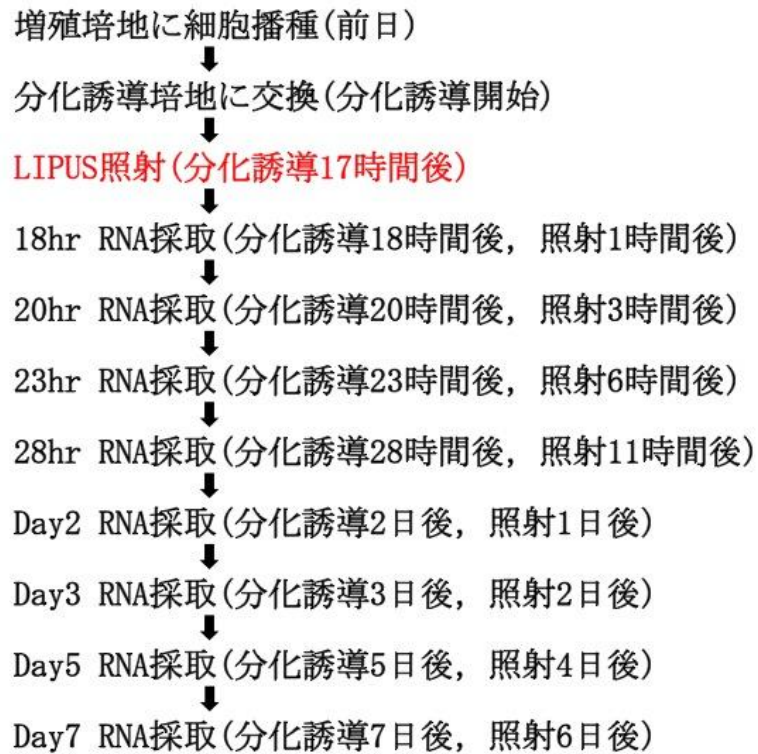 増殖培地に細胞播種(前日)
分化誘導培地に交換(分化誘導開始)
LIPUS照射(分化誘導17時間後)
18hr RNA採取(分化誘導18時間後, 照射1時間後)
20hr RNA採取(分化誘導20時間後, 照射3時間後)
23hr RNA採取(分化誘導23時間後, 照射6時間後)
28hr RNA採取(分化誘導28時間後, 照射11時間後)
Day2 RNA採取(分化誘導2日後, 照射1日後)
Day3 RNA採取(分化誘導3日後, 照射2日後)
Day5 RNA採取(分化誘導5日後, 照射4日後)
Day7 RNA採取(分化誘導7日後, 照射6日後)